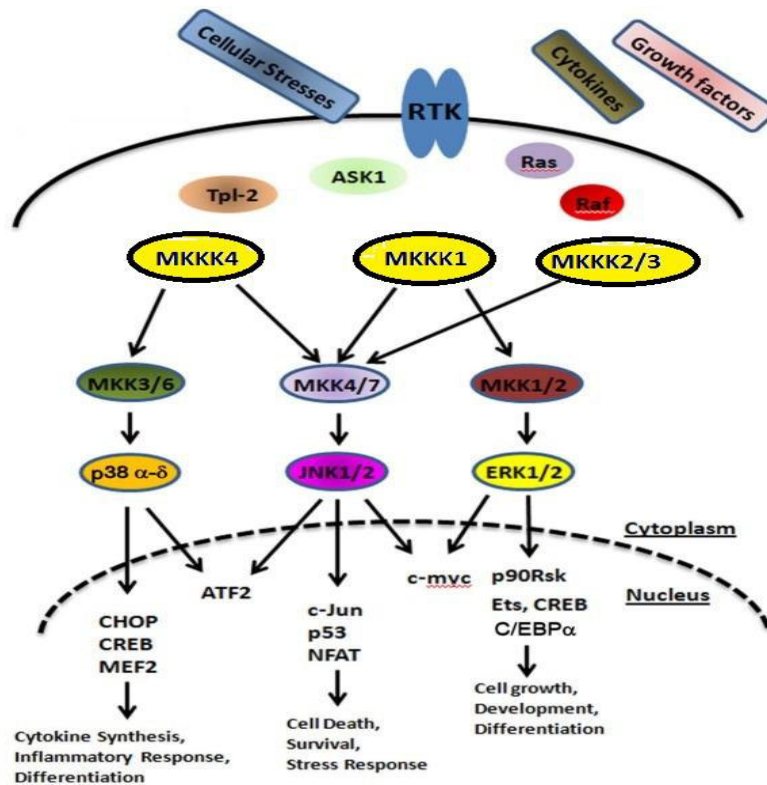 Cellular Stresses
RTK
Cytokines
Growth factors
Tpl-2
ASK1
Ras
Raf
MKKK4
MKKK1
MKKK2/3
MKK3/6
MKK4/7
MKK1/2
p38 α-δ
JNK1/2
ERK1/2
Cytoplasm
Nucleus
ATF2
c-myc
p90Rsk
Ets, CREB
C/EBPα
CHOP
CREB
MEF2
c-Jun
p53
NFAT
Cell growth,
Development,
Differentiation
Cytokine Synthesis,
Inflammatory Response,
Differentiation
Cell Death,
Survival,
Stress Response